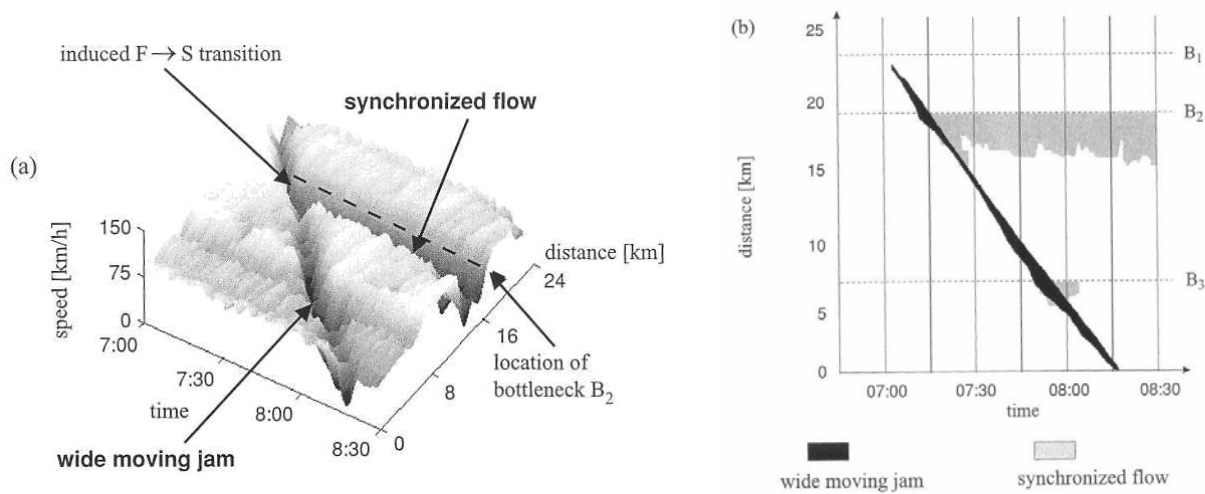 (a)
induced F → S transition
synchronized flow
speed [km/h]
150
75
0
7:00
7:30
8:00
8:30
time
wide moving jam
distance [km]
24
16
8
0
location of
bottleneck B₂
(b)
distance [km]
25
20
15
10
5
0
B₁
B₂
B₃
07:00
07:30
08:00
08:30
time
wide moving jam
synchronized flow